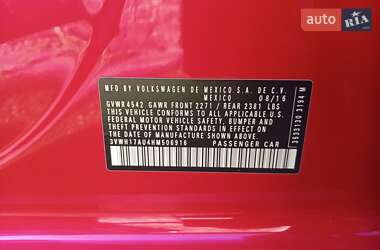 auto RIA
MFD BY VOLKSWAGEN DE MEXICO S.A. DE C.V.
MEXICO 08/16
GVWR 4542 GAWR FRONT 2271 / REAR 2381 LBS
THIS VEHICLE CONFORMS TO ALL APPLICABLE
U.S. FEDERAL SAFETY, BUMPER AND
THEFT PREVENTION STANDARDS IN EFFECT ON THE
DATE OF MANUFACTURE SHOWN ABOVE.
3VWH17AU4HM506916 PASSENGER CAR
3535130 3194 M